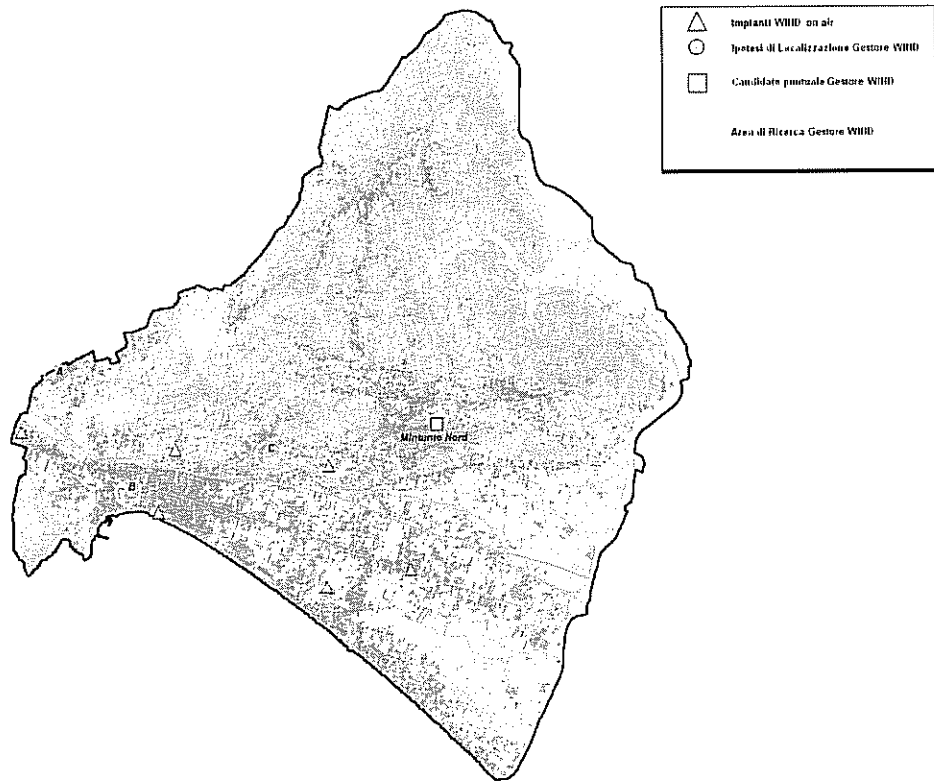 Impianti WIND on air
Ipotesi di Localizzazione Gestore WIND
Candidato puntuale Gestore WIND
Area di Ricerca Gestore WIND
A
Minturno Nord
C
B